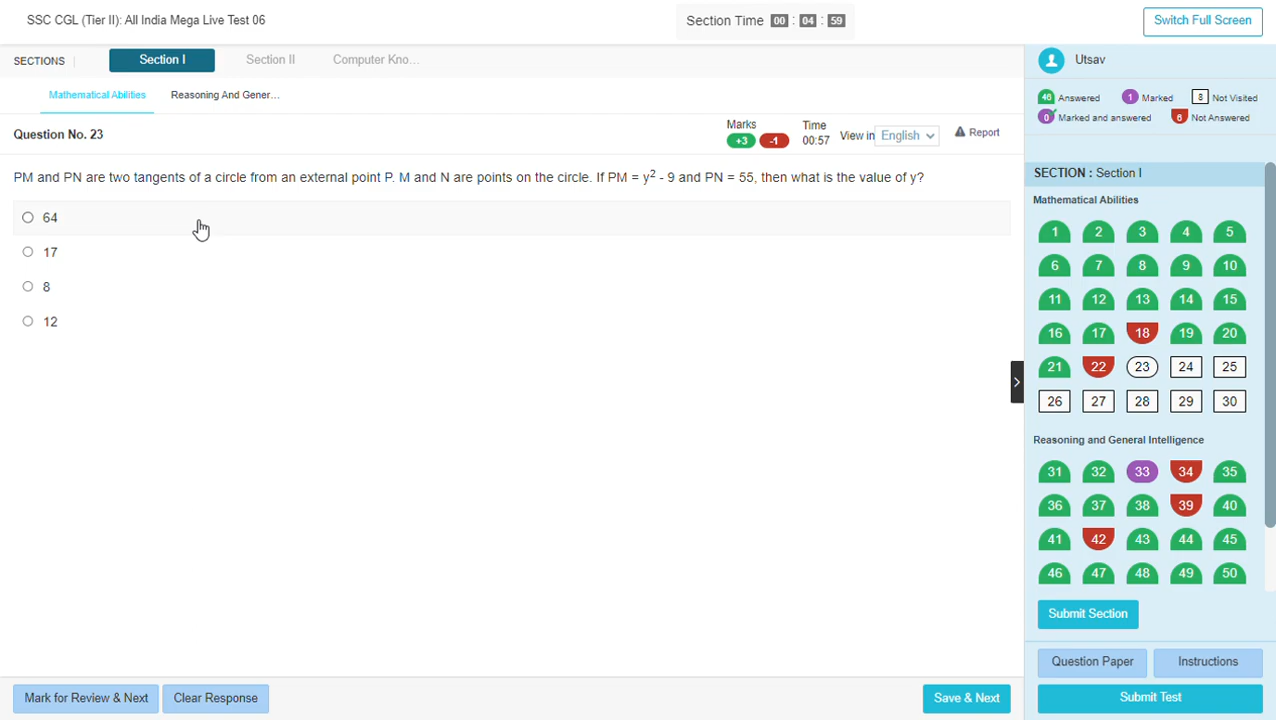 SSC CGL (Tier II): All India Mega Live Test 06
Section Time 00 : 04 : 59
Switch Full Screen
SECTIONS
Section I
Section II
Computer Kno...
Utsav
Mathematical Abilities
Reasoning And Gener...
46 Answered
1 Marked
8 Not Visited
0 Marked and answered
6 Not Answered
Question No. 23
Marks
+3 -1
Time
00:57
View in English
Report
PM and PN are two tangents of a circle from an external point P. M and N are points on the circle. If PM = y² - 9 and PN = 55, then what is the value of y?
64
17
8
12
SECTION : Section I
Mathematical Abilities
1 2 3 4 5
6 7 8 9 10
11 12 13 14 15
16 17 18 19 20
21 22 23 24 25
26 27 28 29 30
Reasoning and General Intelligence
31 32 33 34 35
36 37 38 39 40
41 42 43 44 45
46 47 48 49 50
Submit Section
Question Paper
Instructions
Mark for Review & Next
Clear Response
Save & Next
Submit Test